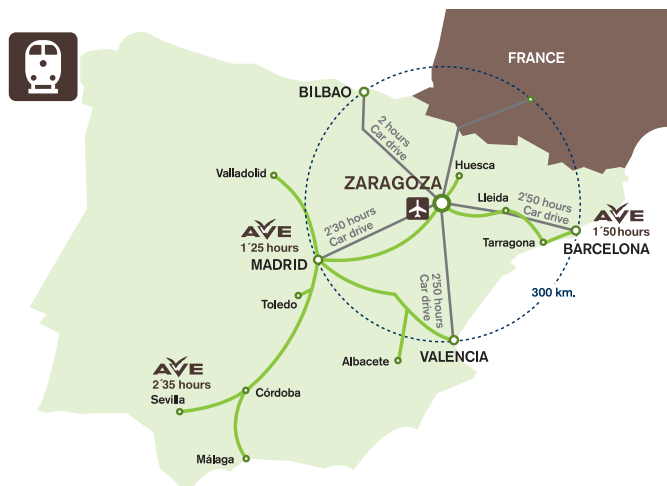 FRANCE
BILBAO
2 hours
Car drive
Huesca
Valladolid
ZARAGOZA
Lleida
2'50 hours
Car drive
AVE
1´50 hours
BARCELONA
Tarragona
AVE
1´25 hours
MADRID
2'30 hours
Car drive
2'50 hours
Car drive
300 km.
Toledo
VALENCIA
Albacete
AVE
2´35 hours
Sevilla
Córdoba
Málaga